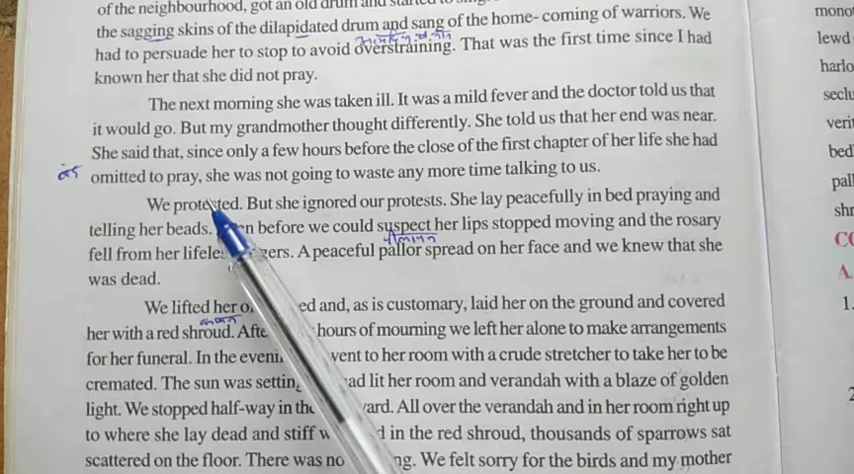 of the neighbourhood, got an old drum and started to
the sagging skins of the dilapidated drum and sang of the home- coming of warriors. We
had to persuade her to stop to avoid overstraining. That was the first time since I had
known her that she did not pray.
The next morning she was taken ill. It was a mild fever and the doctor told us that
it would go. But my grandmother thought differently. She told us that her end was near.
She said that, since only a few hours before the close of the first chapter of her life she had
omitted to pray, she was not going to waste any more time talking to us.
We protested. But she ignored our protests. She lay peacefully in bed praying and
telling her beads. before we could suspect her lips stopped moving and the rosary
fell from her A peaceful pallor spread on her face and we knew that she
was dead.
We lifted her and, as is customary, laid her on the ground and covered
her with a red shroud. hours of mourning we left her alone to make arrangements
for her funeral. In the went to her room with a crude stretcher to take her to be
cremated. The sun was lit her room and verandah with a blaze of golden
light. We stopped half-way in All over the verandah and in her room right up
to where she lay dead and stiff in the red shroud, thousands of sparrows sat
scattered on the floor. There was no We felt sorry for the birds and my mother
mono
lewd
harlo
seclu
veri
bed
pall
shr
CO
A
1.
2